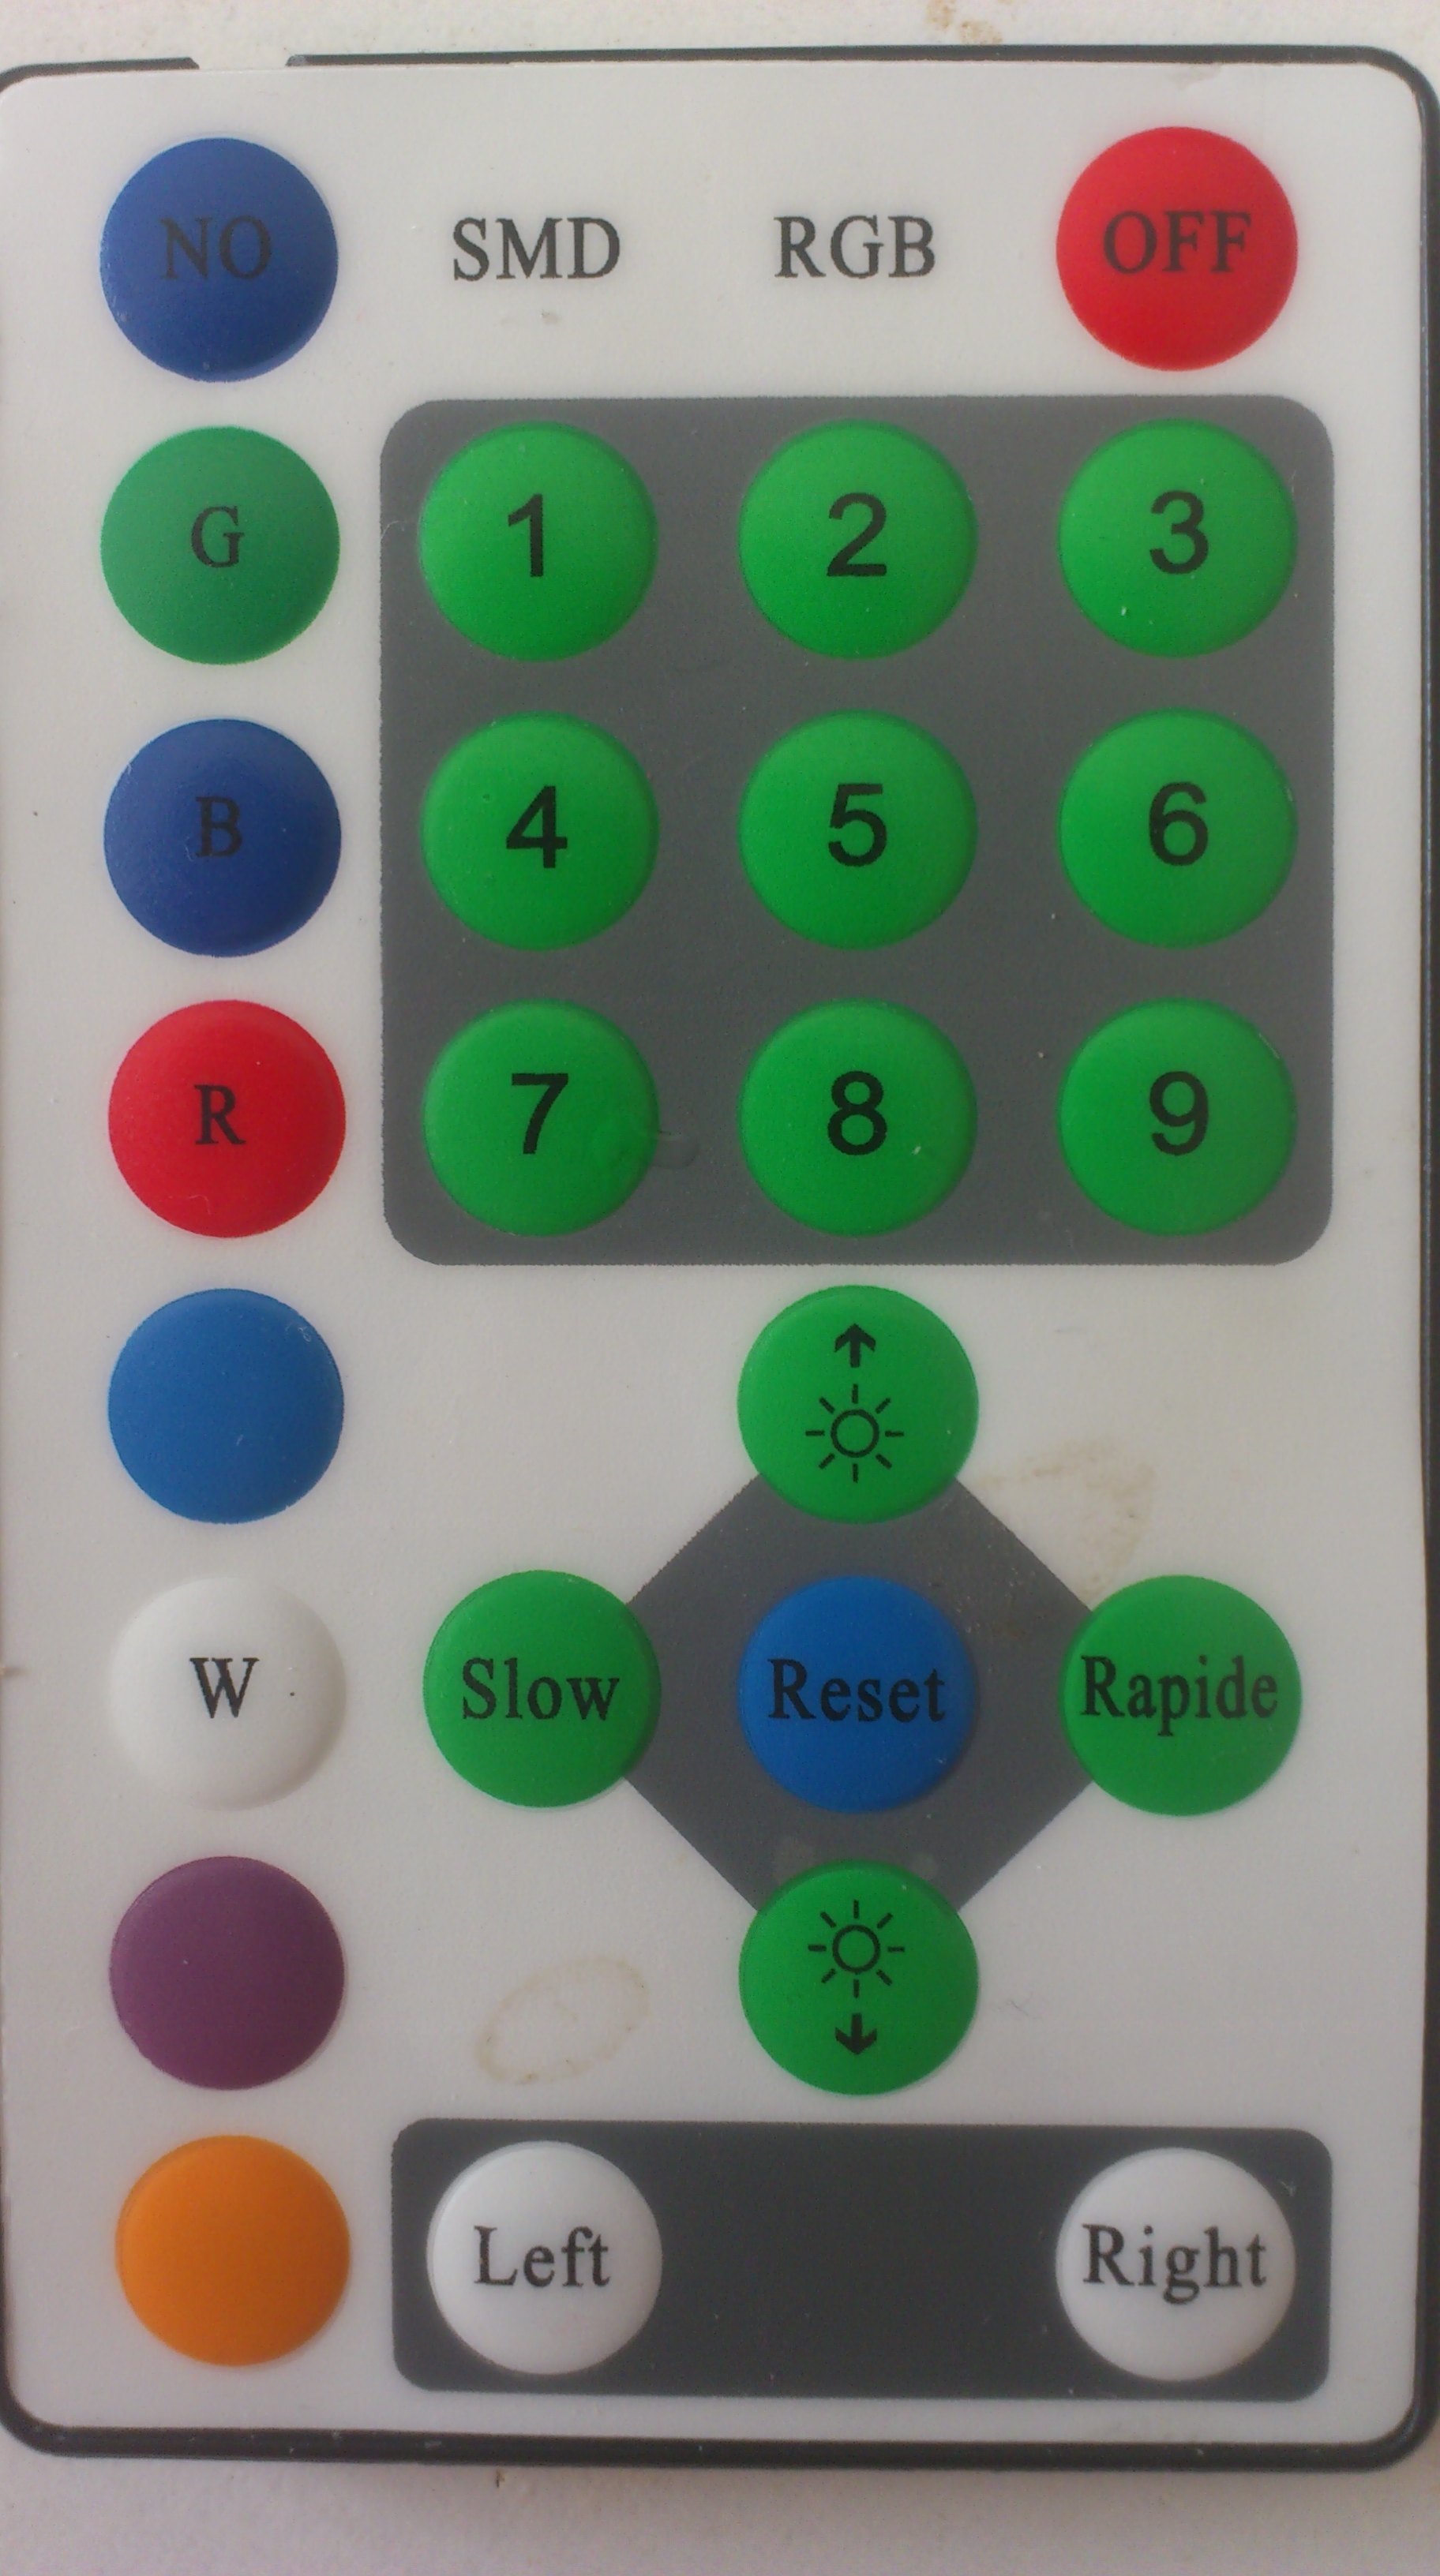 NO SMD RGB OFF
G 1 2 3
B 4 5 6
R 7 8 9
W Slow Reset Rapide
Left Right